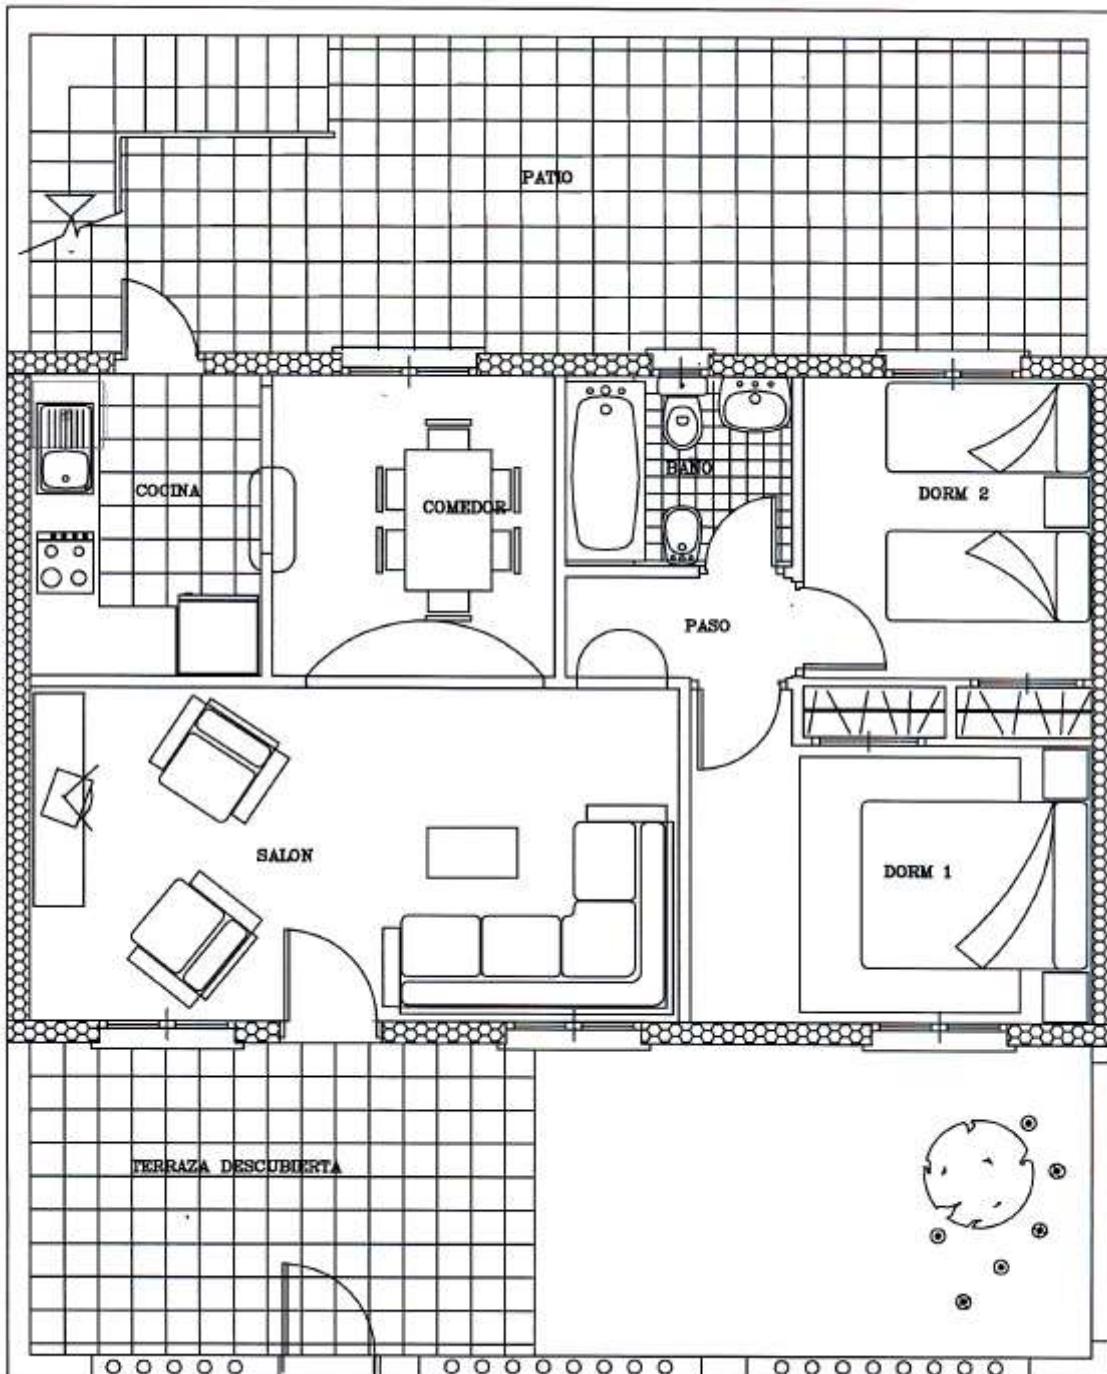 PATIO
COCINA
COMEDOR
BAÑO
DORM 2
PASO
SALON
DORM 1
TERRAZA DESCUBIERTA